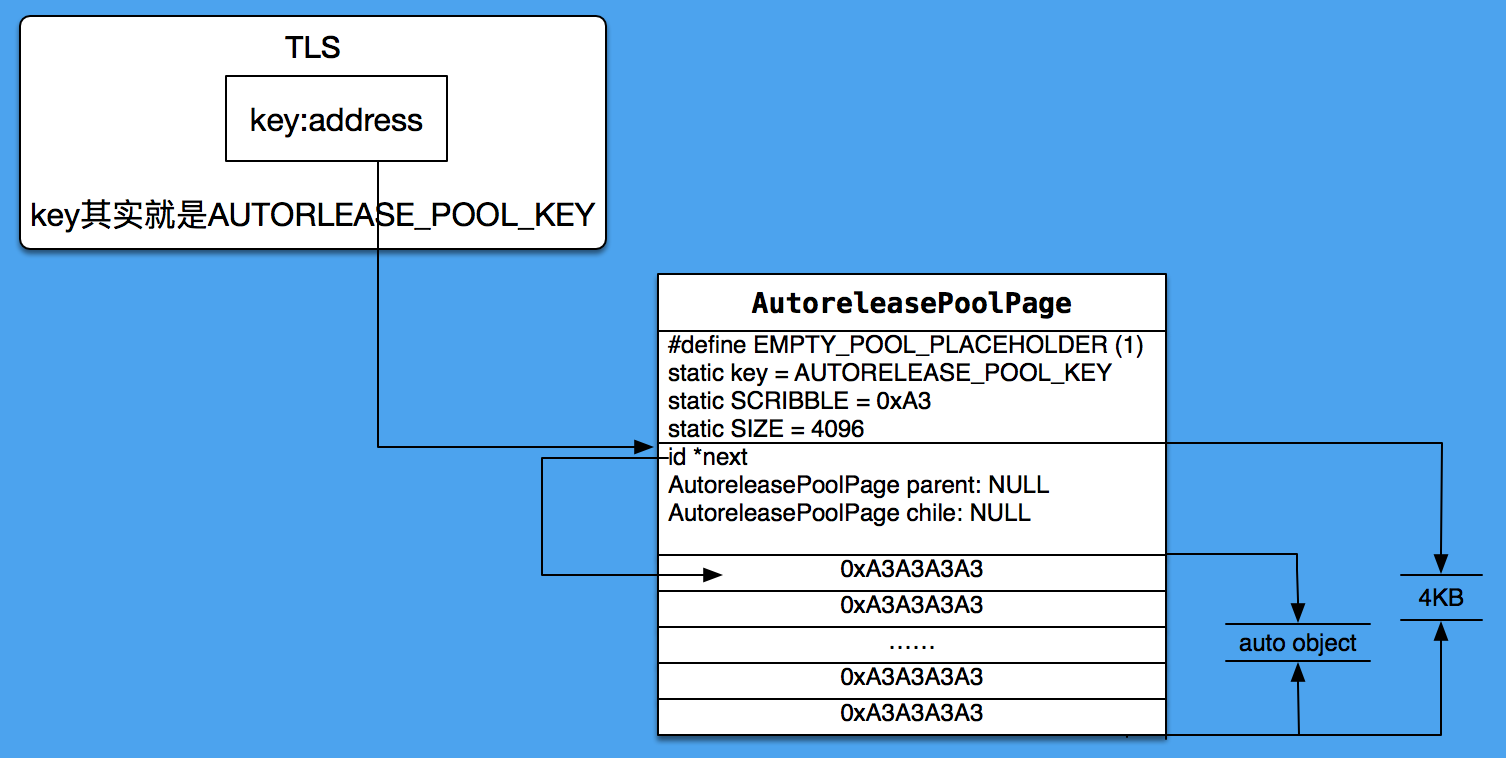 TLS
key:address
key其实就是AUTORLEASE_POOL_KEY
AutoreleasePoolPage
#define EMPTY_POOL_PLACEHOLDER (1)
static key = AUTORELEASE_POOL_KEY
static SCRIBBLE = 0xA3
static SIZE = 4096
id *next
AutoreleasePoolPage parent: NULL
AutoreleasePoolPage chile: NULL
0xA3A3A3A3
0xA3A3A3A3
......
0xA3A3A3A3
0xA3A3A3A3
4KB
auto object